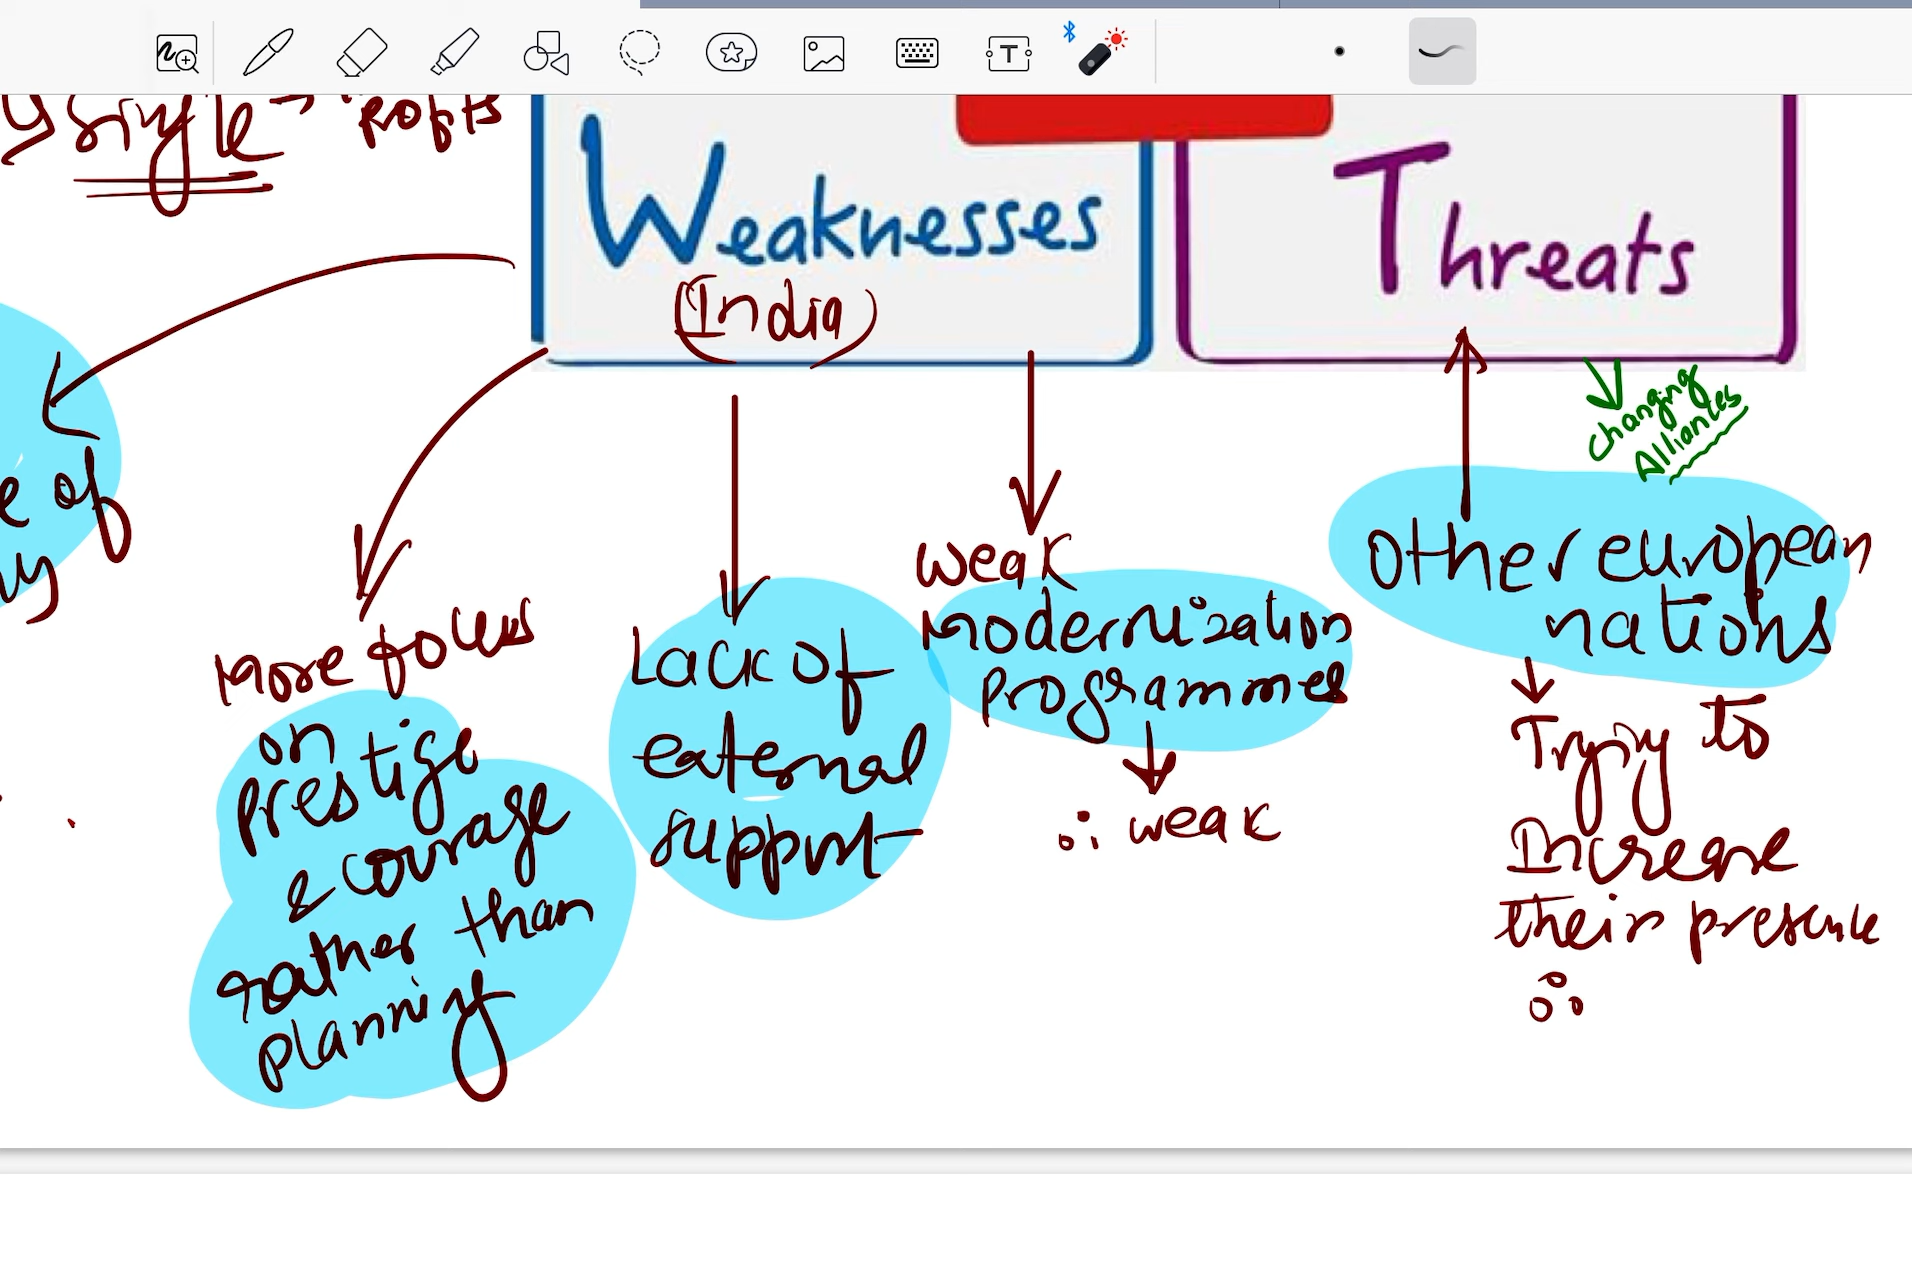 single → Profits
Weaknesses
(India)
Threats
Changing
Alliances
e of
y
More focus
on
prestige
& courage
rather than
planning
Lack of
external
support
Weak
Modernization
Programmes
∴ weak
Other european
nations
Trying to
Increase
their presence
∴